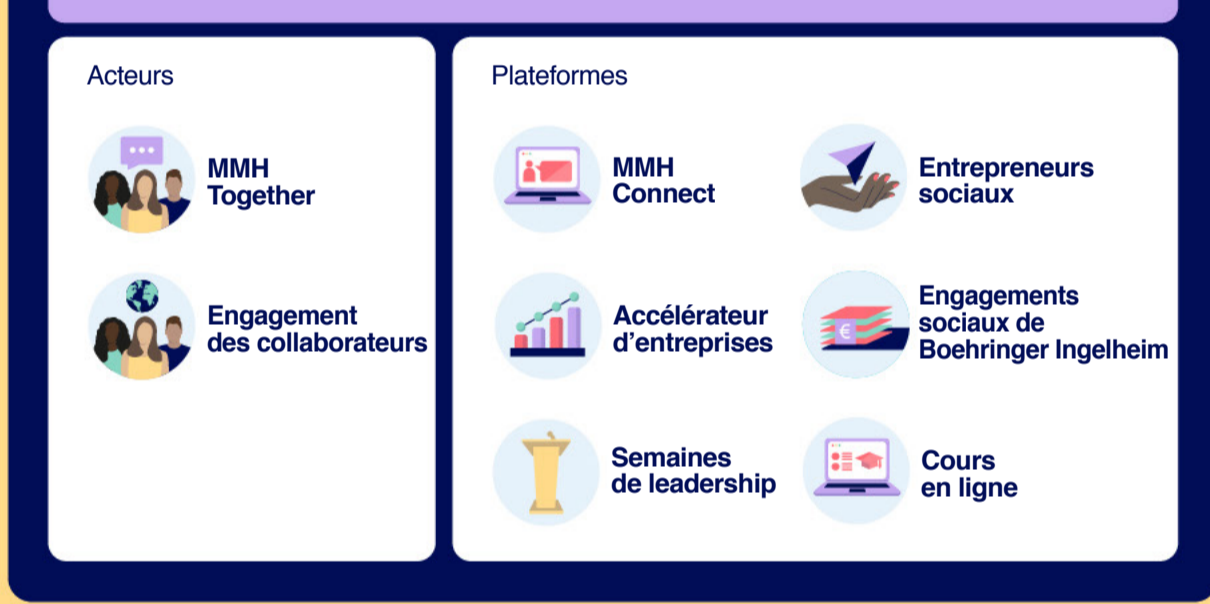 Acteurs
MMH
Together
Engagement
des collaborateurs
Plateformes
MMH
Connect
Entrepreneurs
sociaux
Accélérateur
d’entreprises
Engagements
sociaux de
Boehringer Ingelheim
€
Semaines
de leadership
Cours
en ligne